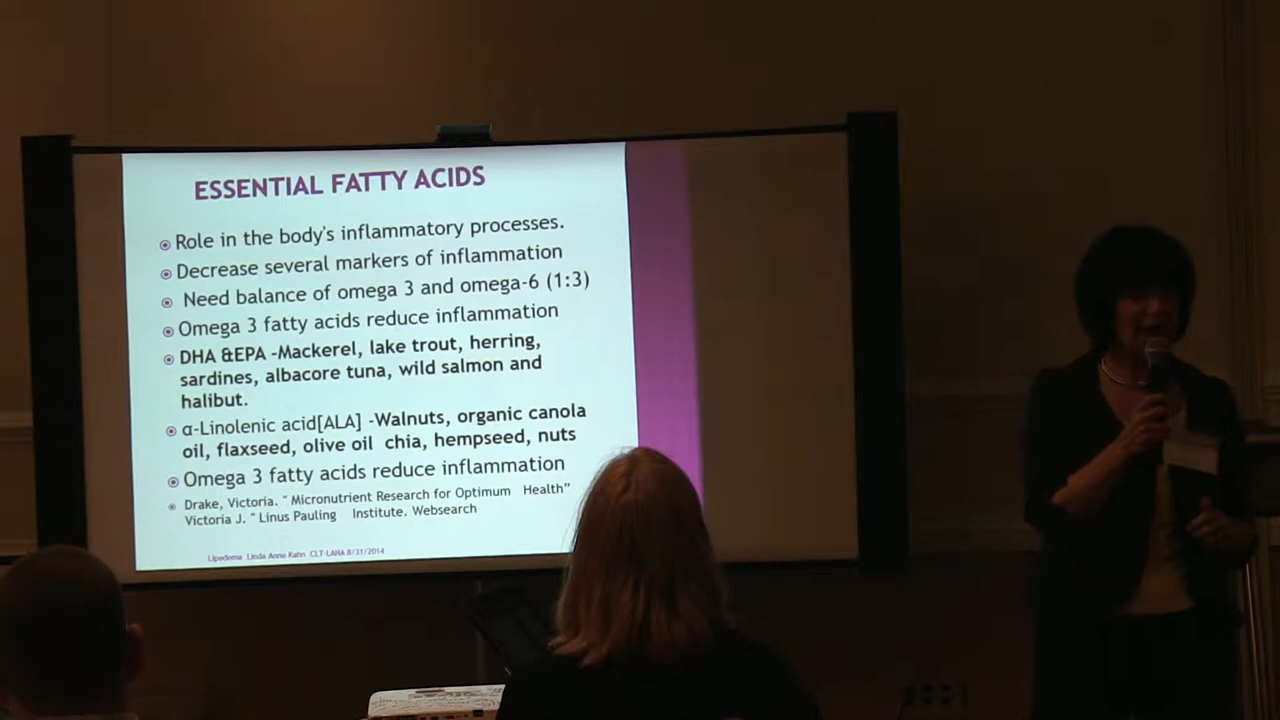 ESSENTIAL FATTY ACIDS
Role in the body's inflammatory processes.
Decrease several markers of inflammation
Need balance of omega 3 and omega-6 (1:3)
Omega 3 fatty acids reduce inflammation
DHA &EPA -Mackerel, lake trout, herring,
sardines, albacore tuna, wild salmon and
halibut.
α-Linolenic acid[ALA] -Walnuts, organic canola
oil, flaxseed, olive oil chia, hempseed, nuts
Omega 3 fatty acids reduce inflammation
Drake, Victoria. " Micronutrient Research for Optimum Health"
Victoria J. " Linus Pauling Institute. Websearch
Lipedema Linda Anne Kahn CLT-LANA 8/31/2014